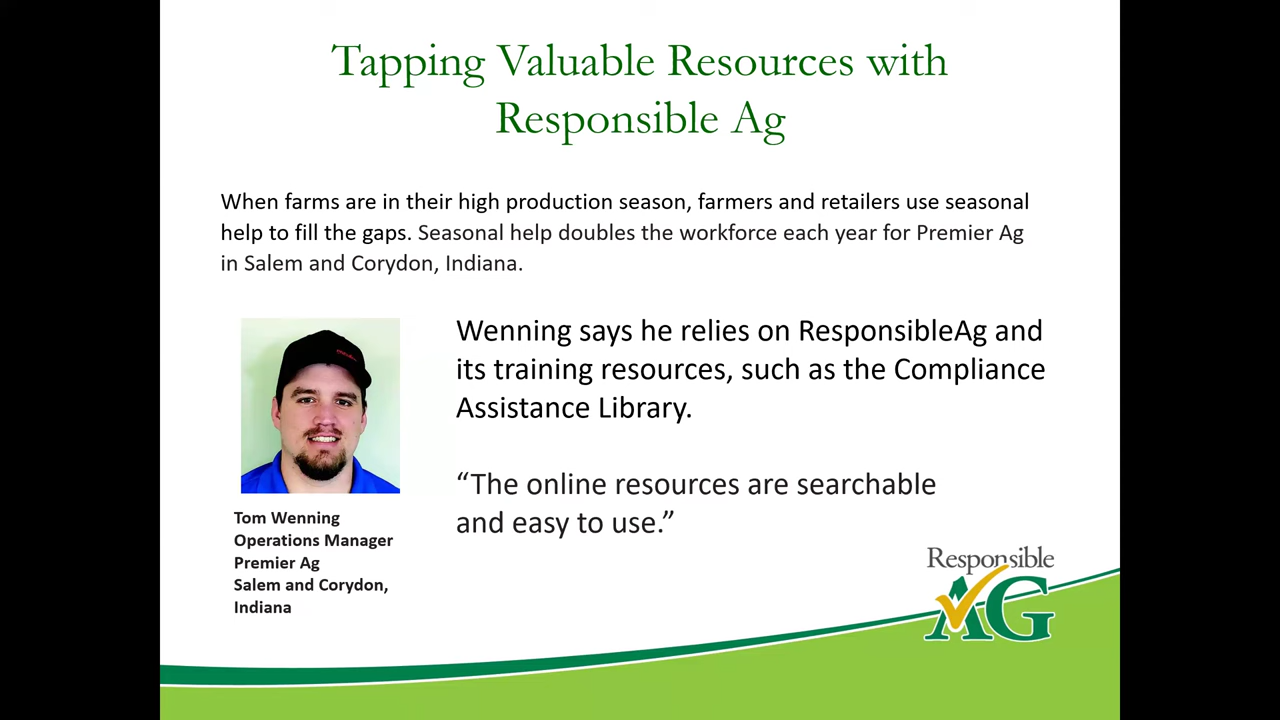 Tapping Valuable Resources with
Responsible Ag
When farms are in their high production season, farmers and retailers use seasonal
help to fill the gaps. Seasonal help doubles the workforce each year for Premier Ag
in Salem and Corydon, Indiana.
Wenning says he relies on ResponsibleAg and
its training resources, such as the Compliance
Assistance Library.
“The online resources are searchable
and easy to use.”
Tom Wenning
Operations Manager
Premier Ag
Salem and Corydon,
Indiana
Responsible
AG